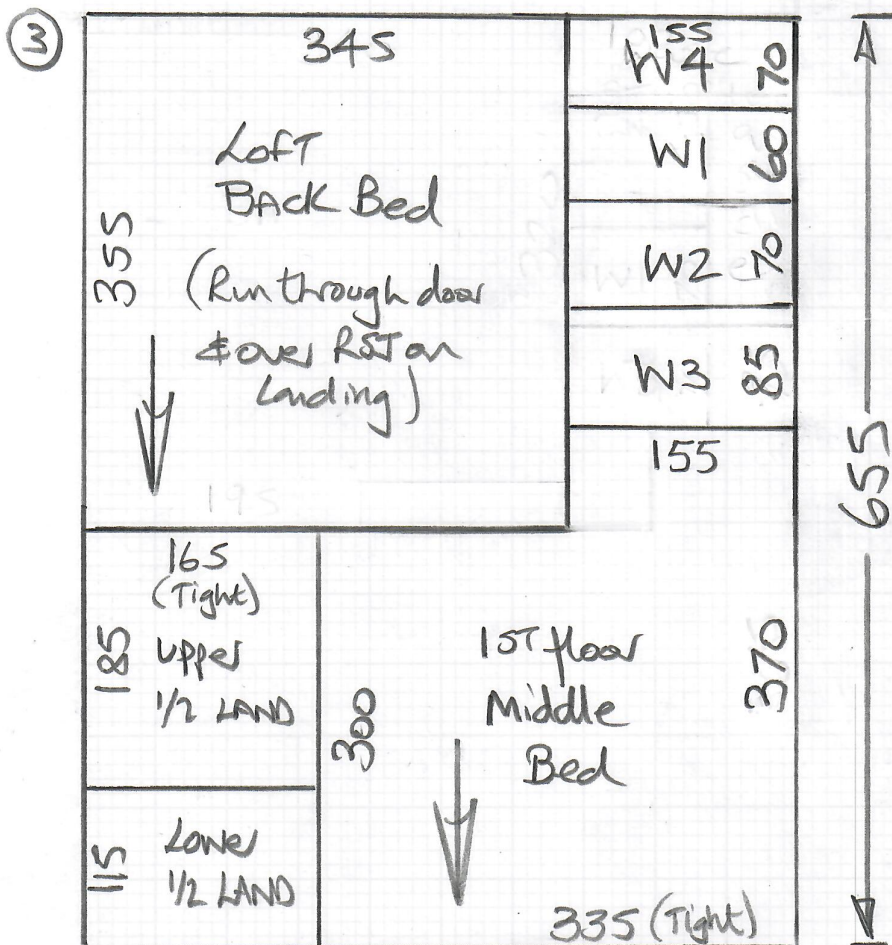 3
345
Loft
BACK Bed
(Run through door
& over RST on
Landing)
355
155
W4 70
W1 60
W2 70
W3 85
155
655
195
165
(Tight)
185
upper
1/2 LAND
115
Lower
1/2 LAND
300
1ST floor
Middle
Bed
370
335 (Tight)